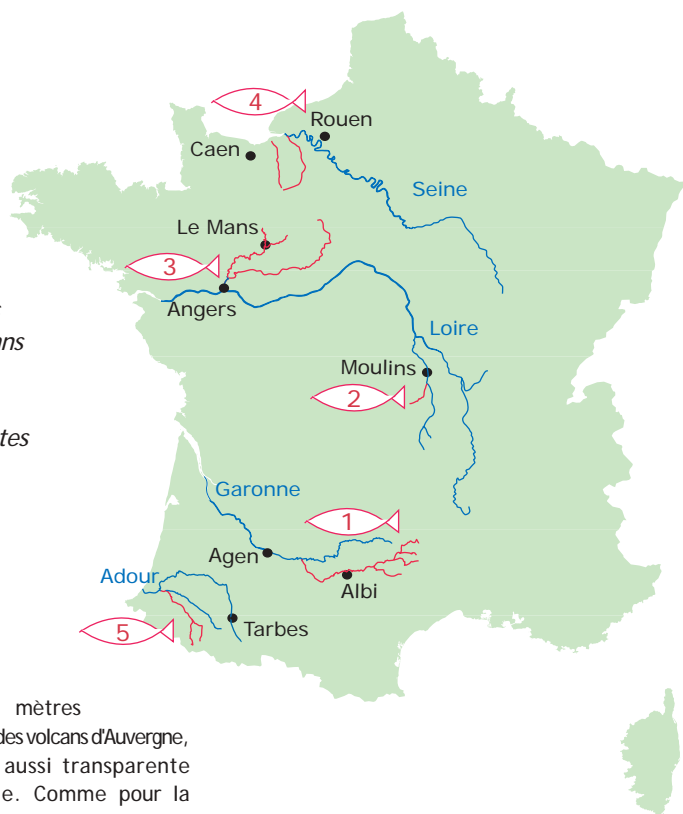 4
Rouen
Caen
Seine
Le Mans
3
Angers
ns
Loire
Moulins
2
tes
Garonne
1
Agen
Adour
Albi
5
Tarbes
mètres
des volcans d'Auvergne,
aussi transparente
e. Comme pour la